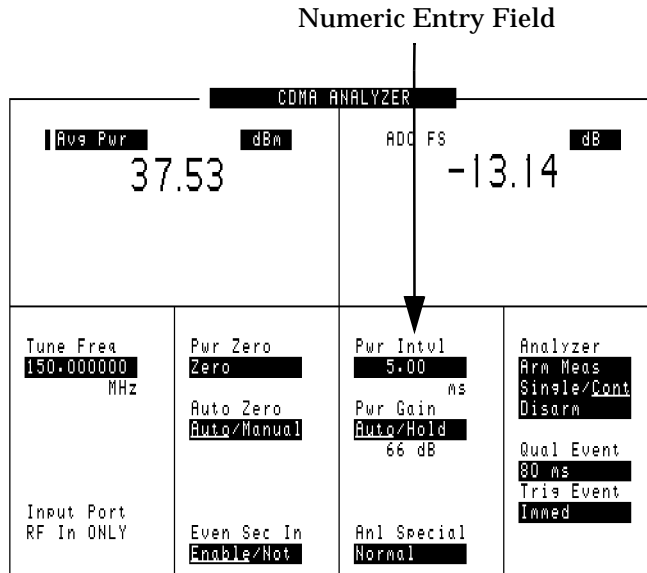 Numeric Entry Field
CDMA ANALYZER
Avg Pwr
dBm
37.53
ADC FS
dB
-13.14
Tune Freq
150.000000
MHz
Input Port
RF In ONLY
Pwr Zero
Zero
Auto Zero
Auto/Manual
Even Sec In
Enable/Not
Pwr Intvl
5.00
ms
Pwr Gain
Auto/Hold
66 dB
Anl Special
Normal
Analyzer
Arm Meas
Single/Cont
Disarm
Qual Event
80 ms
Trig Event
Immed